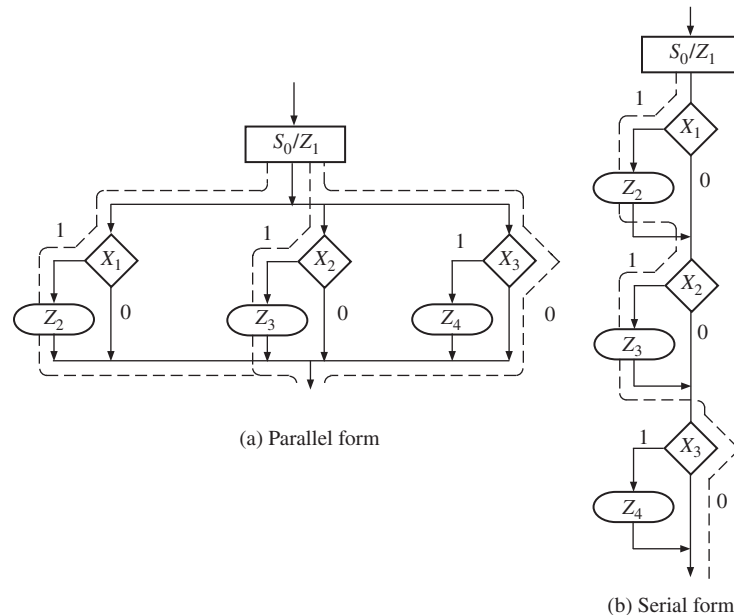 S0/Z1
1
X1
0
Z2
1
X2
0
Z3
1
X3
0
Z4
(a) Parallel form
S0/Z1
1
X1
0
Z2
1
X2
0
Z3
1
X3
0
Z4
(b) Serial form